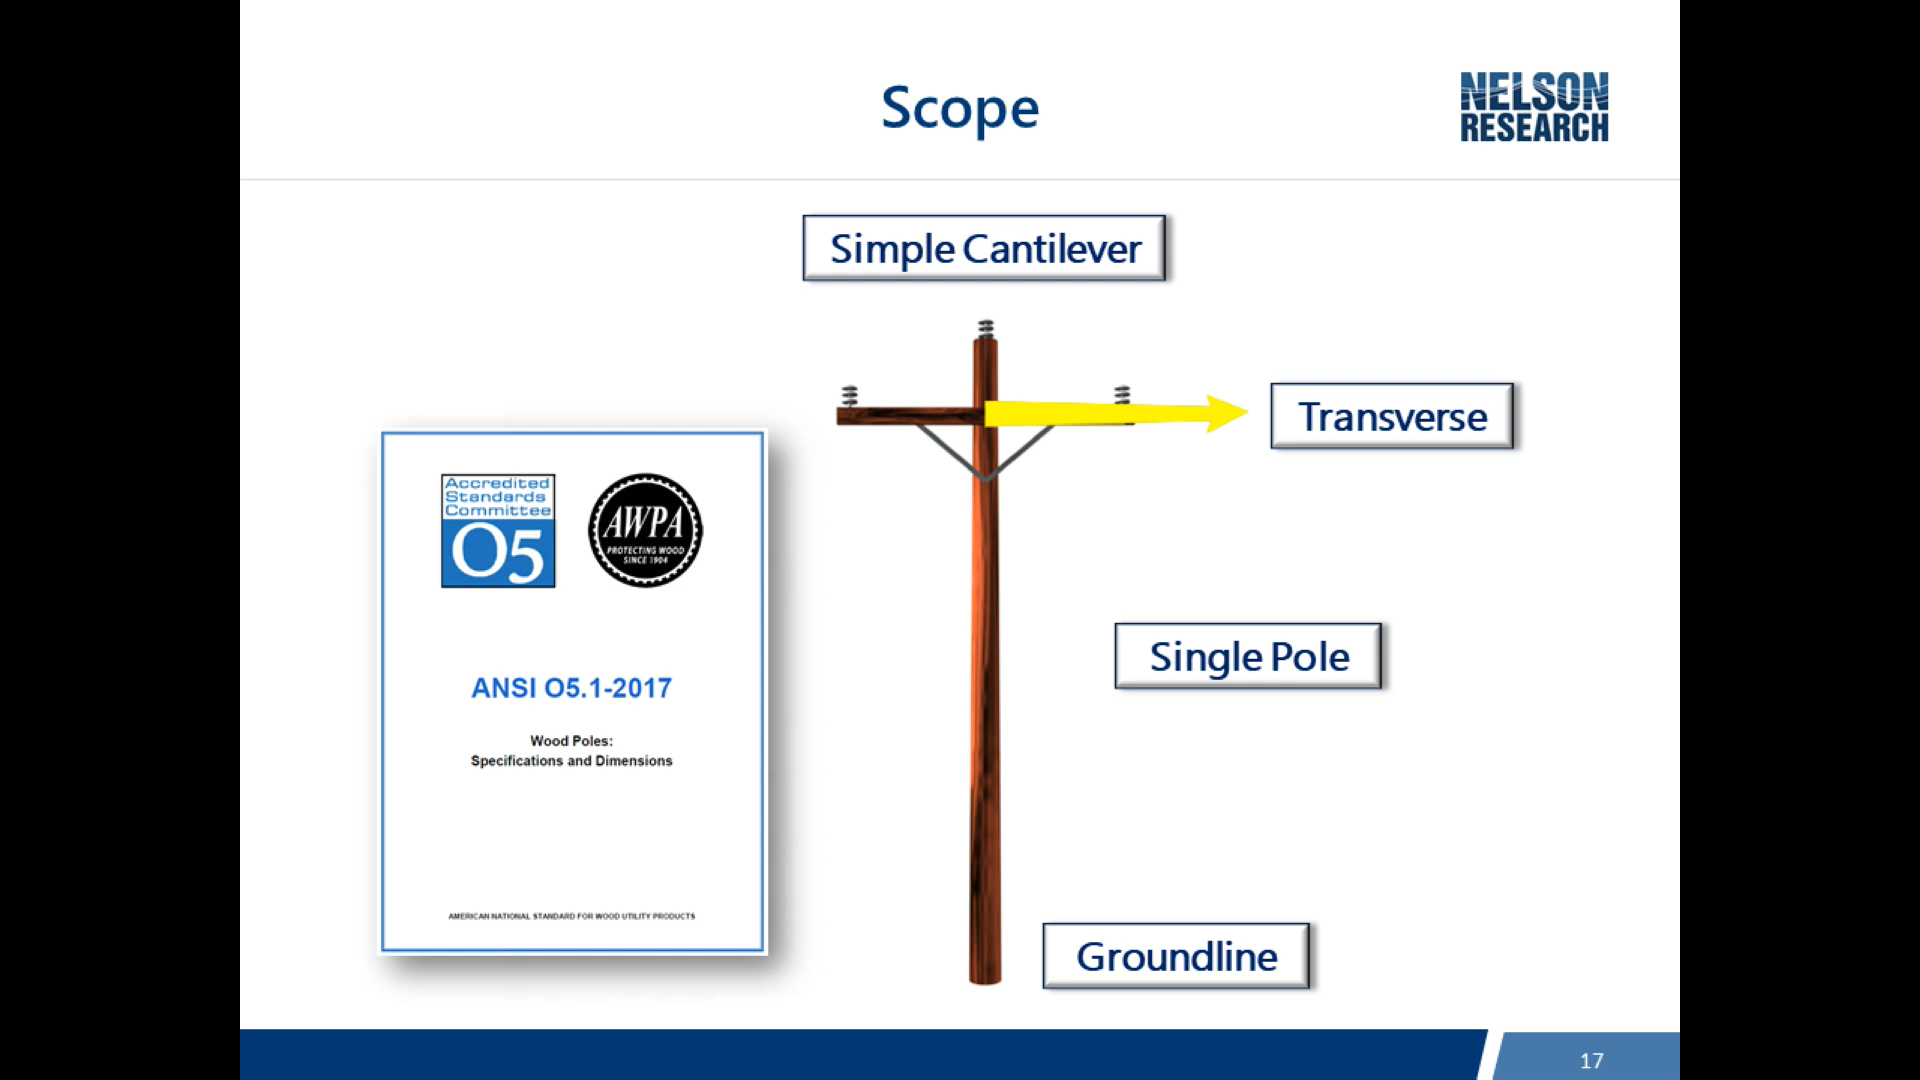 Scope
NELSON
RESEARCH
Simple Cantilever
Transverse
Accredited
Standards
Committee
O5
AWPA
PROTECTING WOOD
SINCE 1904
ANSI O5.1-2017
Wood Poles:
Specifications and Dimensions
AMERICAN NATIONAL STANDARD FOR WOOD UTILITY PRODUCTS
Single Pole
Groundline
17